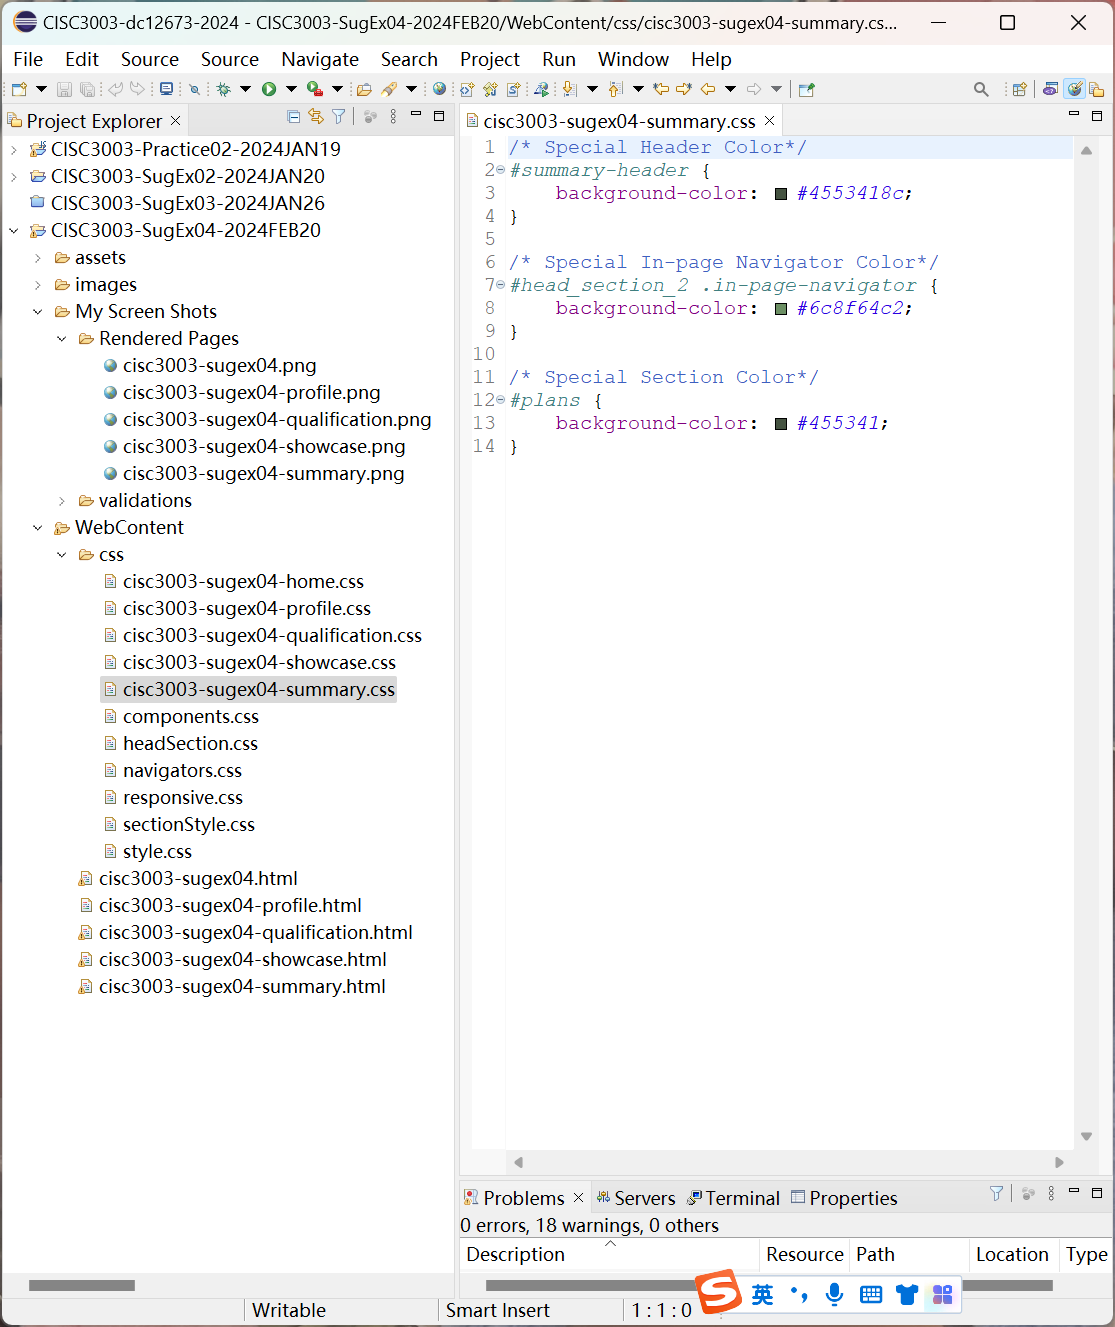 CISC3003-dc12673-2024 - CISC3003-SugEx04-2024FEB20/WebContent/css/cisc3003-sugex04-summary.cs...
File Edit Source Source Navigate Search Project Run Window Help
Project Explorer
CISC3003-Practice02-2024JAN19
CISC3003-SugEx02-2024JAN20
CISC3003-SugEx03-2024JAN26
CISC3003-SugEx04-2024FEB20
assets
images
My Screen Shots
Rendered Pages
cisc3003-sugex04.png
cisc3003-sugex04-profile.png
cisc3003-sugex04-qualification.png
cisc3003-sugex04-showcase.png
cisc3003-sugex04-summary.png
validations
WebContent
css
cisc3003-sugex04-home.css
cisc3003-sugex04-profile.css
cisc3003-sugex04-qualification.css
cisc3003-sugex04-showcase.css
cisc3003-sugex04-summary.css
components.css
headSection.css
navigators.css
responsive.css
sectionStyle.css
style.css
cisc3003-sugex04.html
cisc3003-sugex04-profile.html
cisc3003-sugex04-qualification.html
cisc3003-sugex04-showcase.html
cisc3003-sugex04-summary.html
cisc3003-sugex04-summary.css
1 /* Special Header Color*/
2 #summary-header {
3 background-color: #4553418c;
4 }
5
6 /* Special In-page Navigator Color*/
7 #head_section_2 .in-page-navigator {
8 background-color: #6c8f64c2;
9 }
10
11 /* Special Section Color*/
12 #plans {
13 background-color: #455341;
14 }
Problems Servers Terminal Properties
0 errors, 18 warnings, 0 others
Description Resource Path Location Type
S 英
Writable Smart Insert 1 : 1 : 0